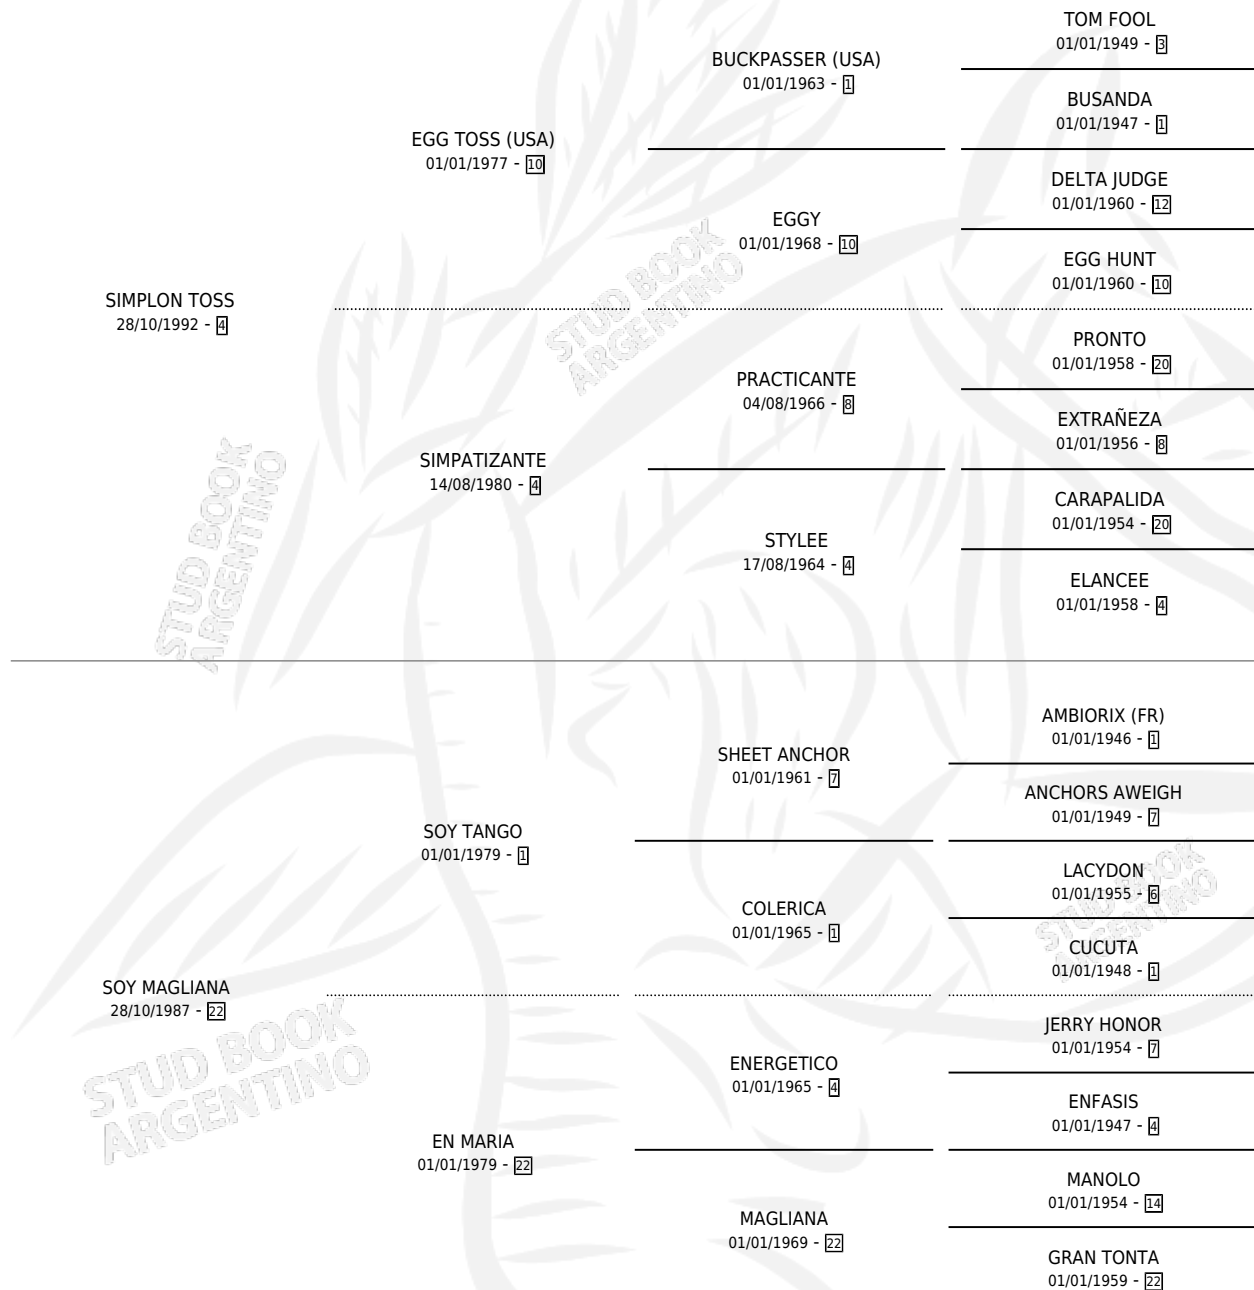 TOM FOOL
01/01/1949 - 3
BUCKPASSER (USA)
01/01/1963 - 1
BUSANDA
01/01/1947 - 1
EGG TOSS (USA)
01/01/1977 - 10
DELTA JUDGE
01/01/1960 - 12
EGGY
01/01/1968 - 10
EGG HUNT
01/01/1960 - 10
SIMPLON TOSS
28/10/1992 - 4
PRONTO
01/01/1958 - 20
PRACTICANTE
04/08/1966 - 8
EXTRAÑEZA
01/01/1956 - 8
SIMPATIZANTE
14/08/1980 - 4
CARAPALIDA
01/01/1954 - 20
STYLEE
17/08/1964 - 4
ELANCEE
01/01/1958 - 4
AMBIORIX (FR)
01/01/1946 - 1
SHEET ANCHOR
01/01/1961 - 7
ANCHORS AWEIGH
01/01/1949 - 7
SOY TANGO
01/01/1979 - 1
LACYDON
01/01/1955 - 6
COLERICA
01/01/1965 - 1
CUCUTA
01/01/1948 - 1
SOY MAGLIANA
28/10/1987 - 22
JERRY HONOR
01/01/1954 - 7
ENERGETICO
01/01/1965 - 4
ENFASIS
01/01/1947 - 4
EN MARIA
01/01/1979 - 22
MANOLO
01/01/1954 - 14
MAGLIANA
01/01/1969 - 22
GRAN TONTA
01/01/1959 - 22
STUD BOOK
ARGENTINO
STUD BOOK
ARGENTINO
STUD BOOK
ARGENTINO
STUD BOOK
ARGENTINO